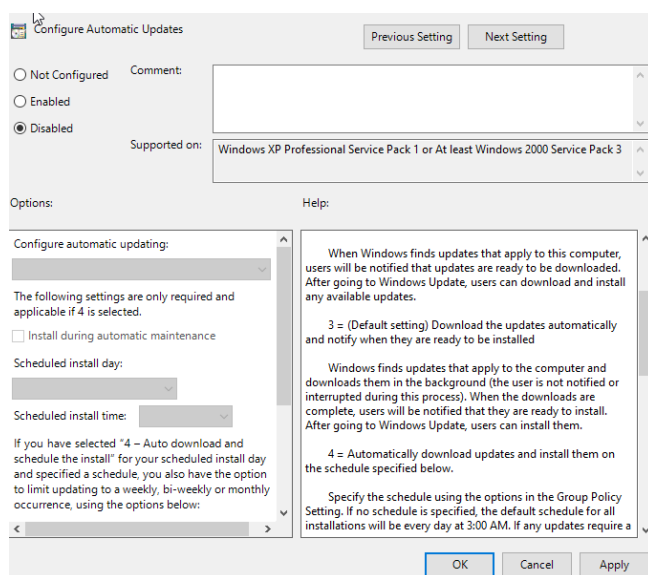 Configure Automatic Updates
Previous Setting
Next Setting
Not Configured
Enabled
Disabled
Comment:
Supported on:
Windows XP Professional Service Pack 1 or At least Windows 2000 Service Pack 3
Options:
Help:
Configure automatic updating:
The following settings are only required and
applicable if 4 is selected.
Install during automatic maintenance
Scheduled install day:
Scheduled install time:
If you have selected "4 – Auto download and
schedule the install" for your scheduled install day
and specified a schedule, you also have the option
to limit updating to a weekly, bi-weekly or monthly
occurrence, using the options below:
When Windows finds updates that apply to this computer,
users will be notified that updates are ready to be downloaded.
After going to Windows Update, users can download and install
any available updates.
3 = (Default setting) Download the updates automatically
and notify when they are ready to be installed
Windows finds updates that apply to the computer and
downloads them in the background (the user is not notified or
interrupted during this process). When the downloads are
complete, users will be notified that they are ready to install.
After going to Windows Update, users can install them.
4 = Automatically download updates and install them on
the schedule specified below.
Specify the schedule using the options in the Group Policy
Setting. If no schedule is specified, the default schedule for all
installations will be every day at 3:00 AM. If any updates require a
OK
Cancel
Apply